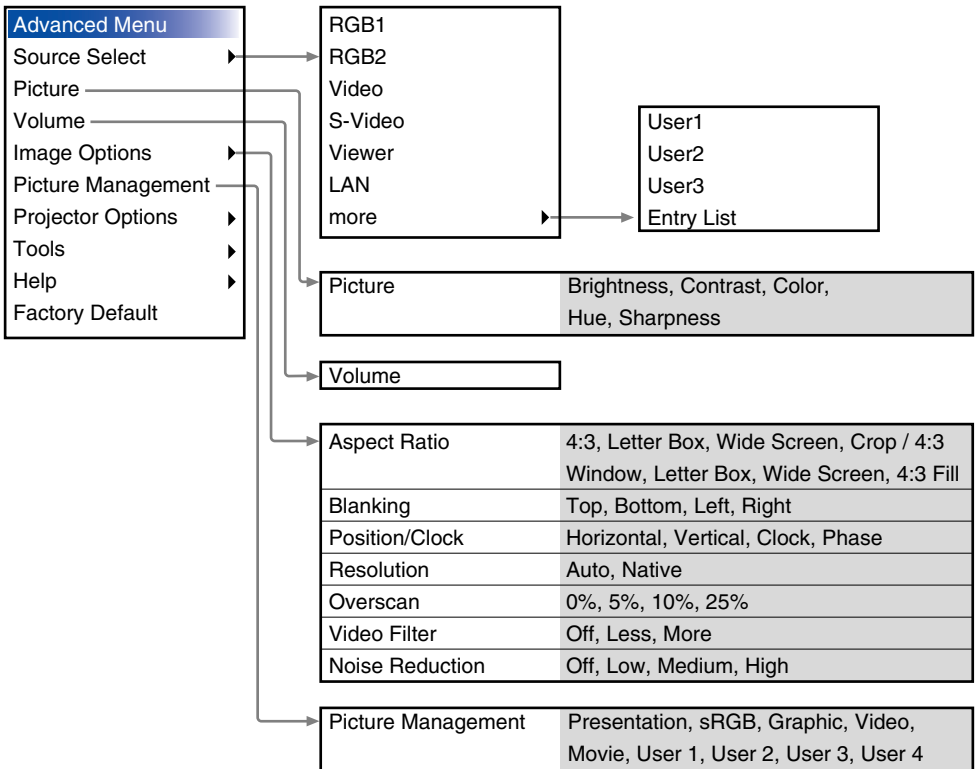 Advanced Menu
Source Select
Picture
Volume
Image Options
Picture Management
Projector Options
Tools
Help
Factory Default
RGB1
RGB2
Video
S-Video
Viewer
LAN
more
User1
User2
User3
Entry List
Picture Brightness, Contrast, Color,
Hue, Sharpness
Volume
Aspect Ratio 4:3, Letter Box, Wide Screen, Crop / 4:3
Window, Letter Box, Wide Screen, 4:3 Fill
Blanking Top, Bottom, Left, Right
Position/Clock Horizontal, Vertical, Clock, Phase
Resolution Auto, Native
Overscan 0%, 5%, 10%, 25%
Video Filter Off, Less, More
Noise Reduction Off, Low, Medium, High
Picture Management Presentation, sRGB, Graphic, Video,
Movie, User 1, User 2, User 3, User 4